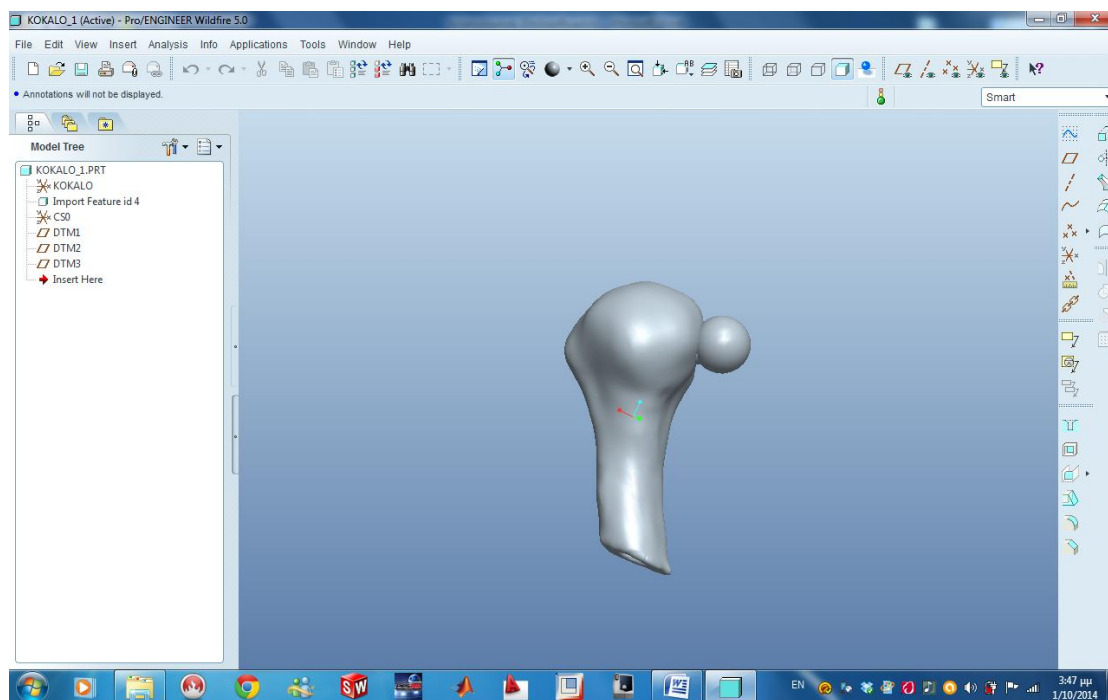 KOKALO_1 (Active) - Pro/ENGINEER Wildfire 5.0
File Edit View Insert Analysis Info Applications Tools Window Help
Annotations will not be displayed.
Smart
Model Tree
KOKALO_1.PRT
KOKALO
Import Feature id 4
CS0
DTM1
DTM2
DTM3
Insert Here
EN
3:47 μμ
1/10/2014